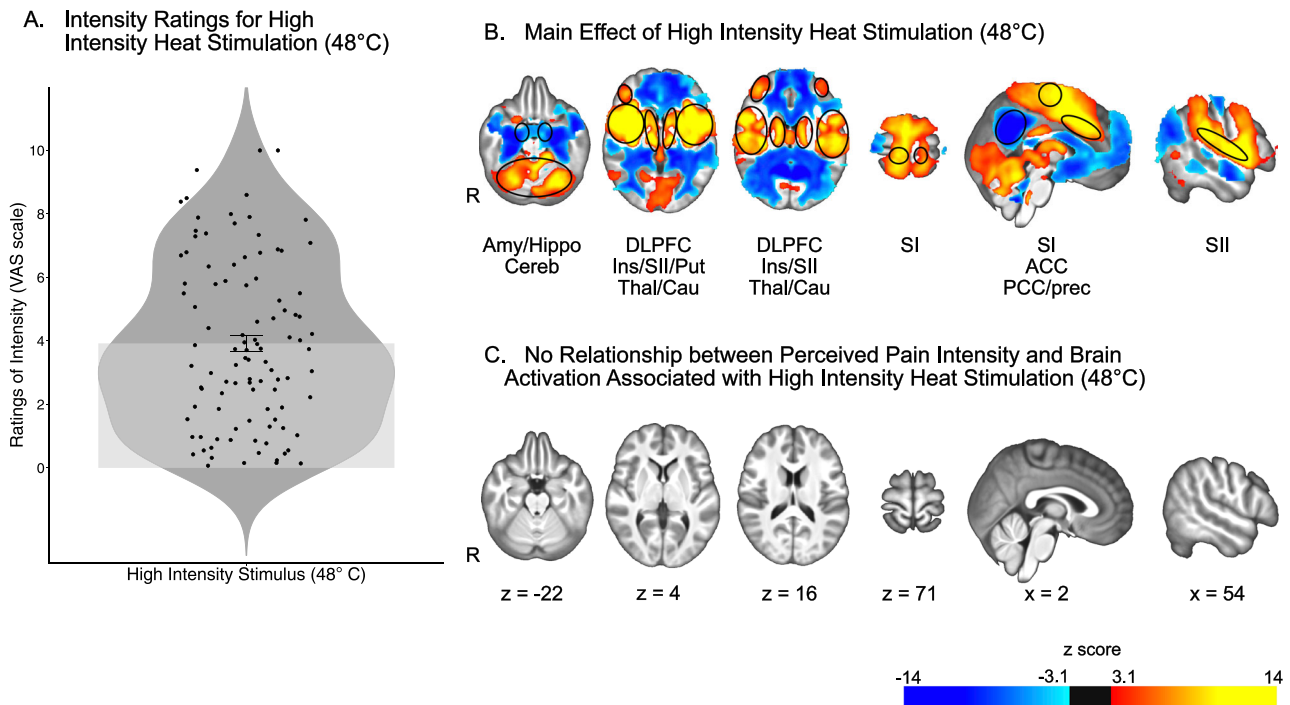 A. Intensity Ratings for High
Intensity Heat Stimulation (48°C)
Ratings of Intensity (VAS scale)
10
8
6
4
2
0
High Intensity Stimulus (48° C)
B. Main Effect of High Intensity Heat Stimulation (48°C)
R
Amy/Hippo
Cereb
DLPFC
Ins/SII/Put
Thal/Cau
DLPFC
Ins/SII
Thal/Cau
SI
SI
ACC
PCC/prec
SII
C. No Relationship between Perceived Pain Intensity and Brain
Activation Associated with High Intensity Heat Stimulation (48°C)
R
z = -22
z = 4
z = 16
z = 71
x = 2
x = 54
z score
-14
-3.1
3.1
14